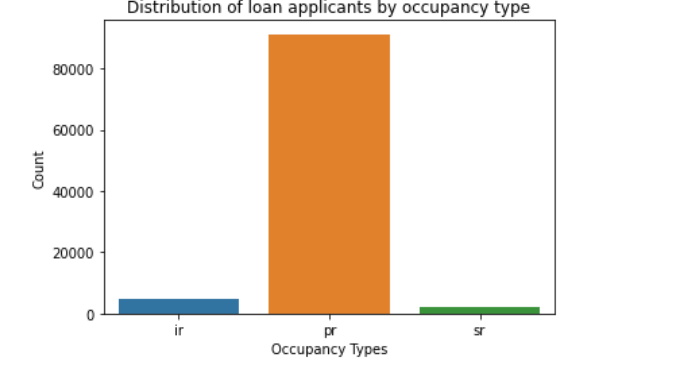 Distribution of loan applicants by occupancy type
80000
60000
40000
20000
0
Count
ir pr sr
Occupancy Types